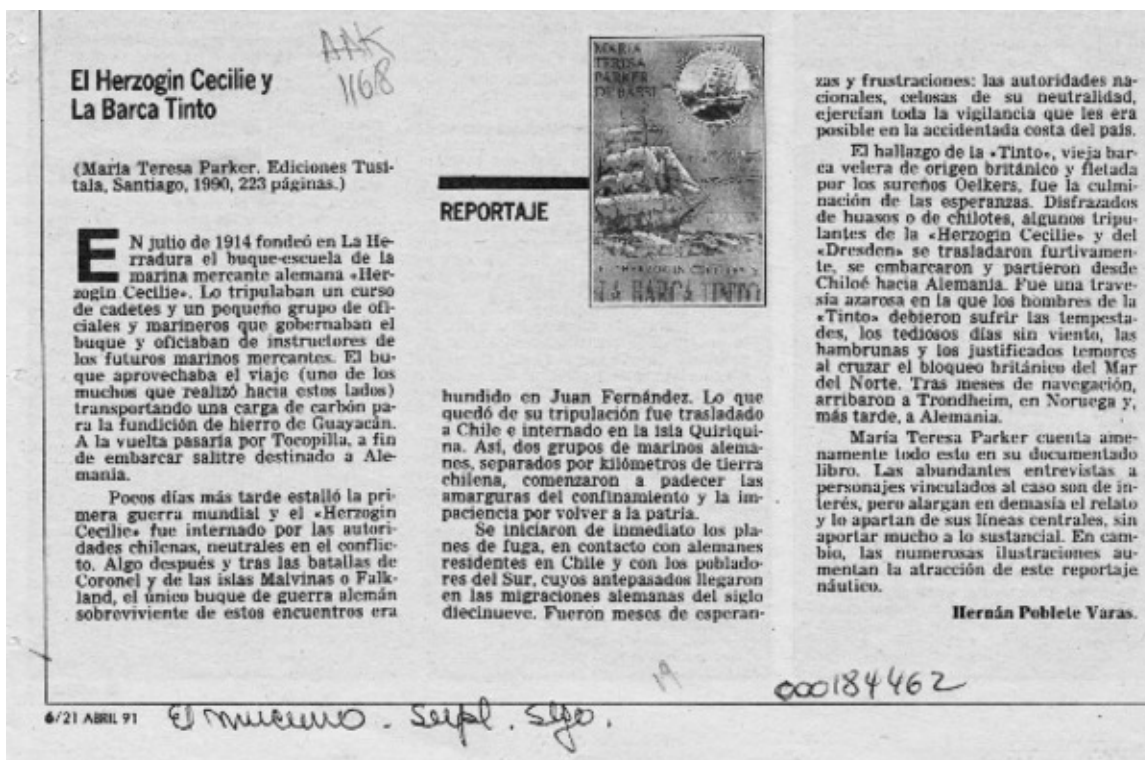 El Herzogin Cecilie y
La Barca Tinto
AAK
1168
(María Teresa Parker. Ediciones Tusi-
tala, Santiago, 1990, 223 páginas.)
EN julio de 1914 fondeó en La He-
rradura el buque-escuela de la
marina mercante alemana «Her-
zogin Cecilie». Lo tripulaban un curso
de cadetes y un pequeño grupo de ofi-
ciales y marineros que gobernaban el
buque y oficiaban de instructores de
los futuros marinos mercantes. El bu-
que aprovechaba el viaje (uno de los
muchos que realizó hacia estos lados)
transportando una carga de carbón pa-
ra la fundición de hierro de Guayacán.
A la vuelta pasaría por Tocopilla, a fin
de embarcar salitre destinado a Ale-
mania.
Pocos días más tarde estalló la pri-
mera guerra mundial y el «Herzogin
Cecilie» fue internado por las autori-
dades chilenas, neutrales en el conflic-
to. Algo después y tras las batallas de
Coronel y de las islas Malvinas o Falk-
land, el único buque de guerra alemán
sobreviviente de estos encuentros era
REPORTAJE
MARIA
TERESA
PARKER
DE BASSI
LA BARCA TINTO
hundido en Juan Fernández. Lo que
quedó de su tripulación fue trasladado
a Chile e internado en la isla Quiriqui-
na. Así, dos grupos de marinos alema-
nes, separados por kilómetros de tierra
chilena, comenzaron a padecer las
amarguras del confinamiento y la im-
paciencia por volver a la patria.
Se iniciaron de inmediato los pla-
nes de fuga, en contacto con alemanes
residentes en Chile y con los poblado-
res del Sur, cuyos antepasados llegaron
en las migraciones alemanas del siglo
diecinueve. Fueron meses de esperan-
zas y frustraciones: las autoridades na-
cionales, celosas de su neutralidad,
ejercían toda la vigilancia que les era
posible en la accidentada costa del país.
El hallazgo de la «Tinto», vieja bar-
ca velera de origen británico y fletada
por los sureños Oelkers, fue la culmi-
nación de las esperanzas. Disfrazados
de huasos o de chilotes, algunos tripu-
lantes de la «Herzogin Cecilie» y del
«Dresden» se trasladaron furtivamen-
te, se embarcaron y partieron desde
Chiloé hacia Alemania. Fue una trave-
sía azarosa en la que los hombres de la
«Tinto» debieron sufrir las tempesta-
des, los tediosos días sin viento, las
hambrunas y los justificados temores
al cruzar el bloqueo británico del Mar
del Norte. Tras meses de navegación,
arribaron a Trondheim, en Noruega y,
más tarde, a Alemania.
María Teresa Parker cuenta ame-
namente todo esto en su documentado
libro. Las abundantes entrevistas a
personajes vinculados al caso son de in-
terés, pero alargan en demasía el relato
y lo apartan de sus líneas centrales, sin
aportar mucho a lo sustancial. En cam-
bio, las numerosas ilustraciones au-
mentan la atracción de este reportaje
náutico.
Hernán Poblete Varas.
000184462
6/21 ABRIL 91